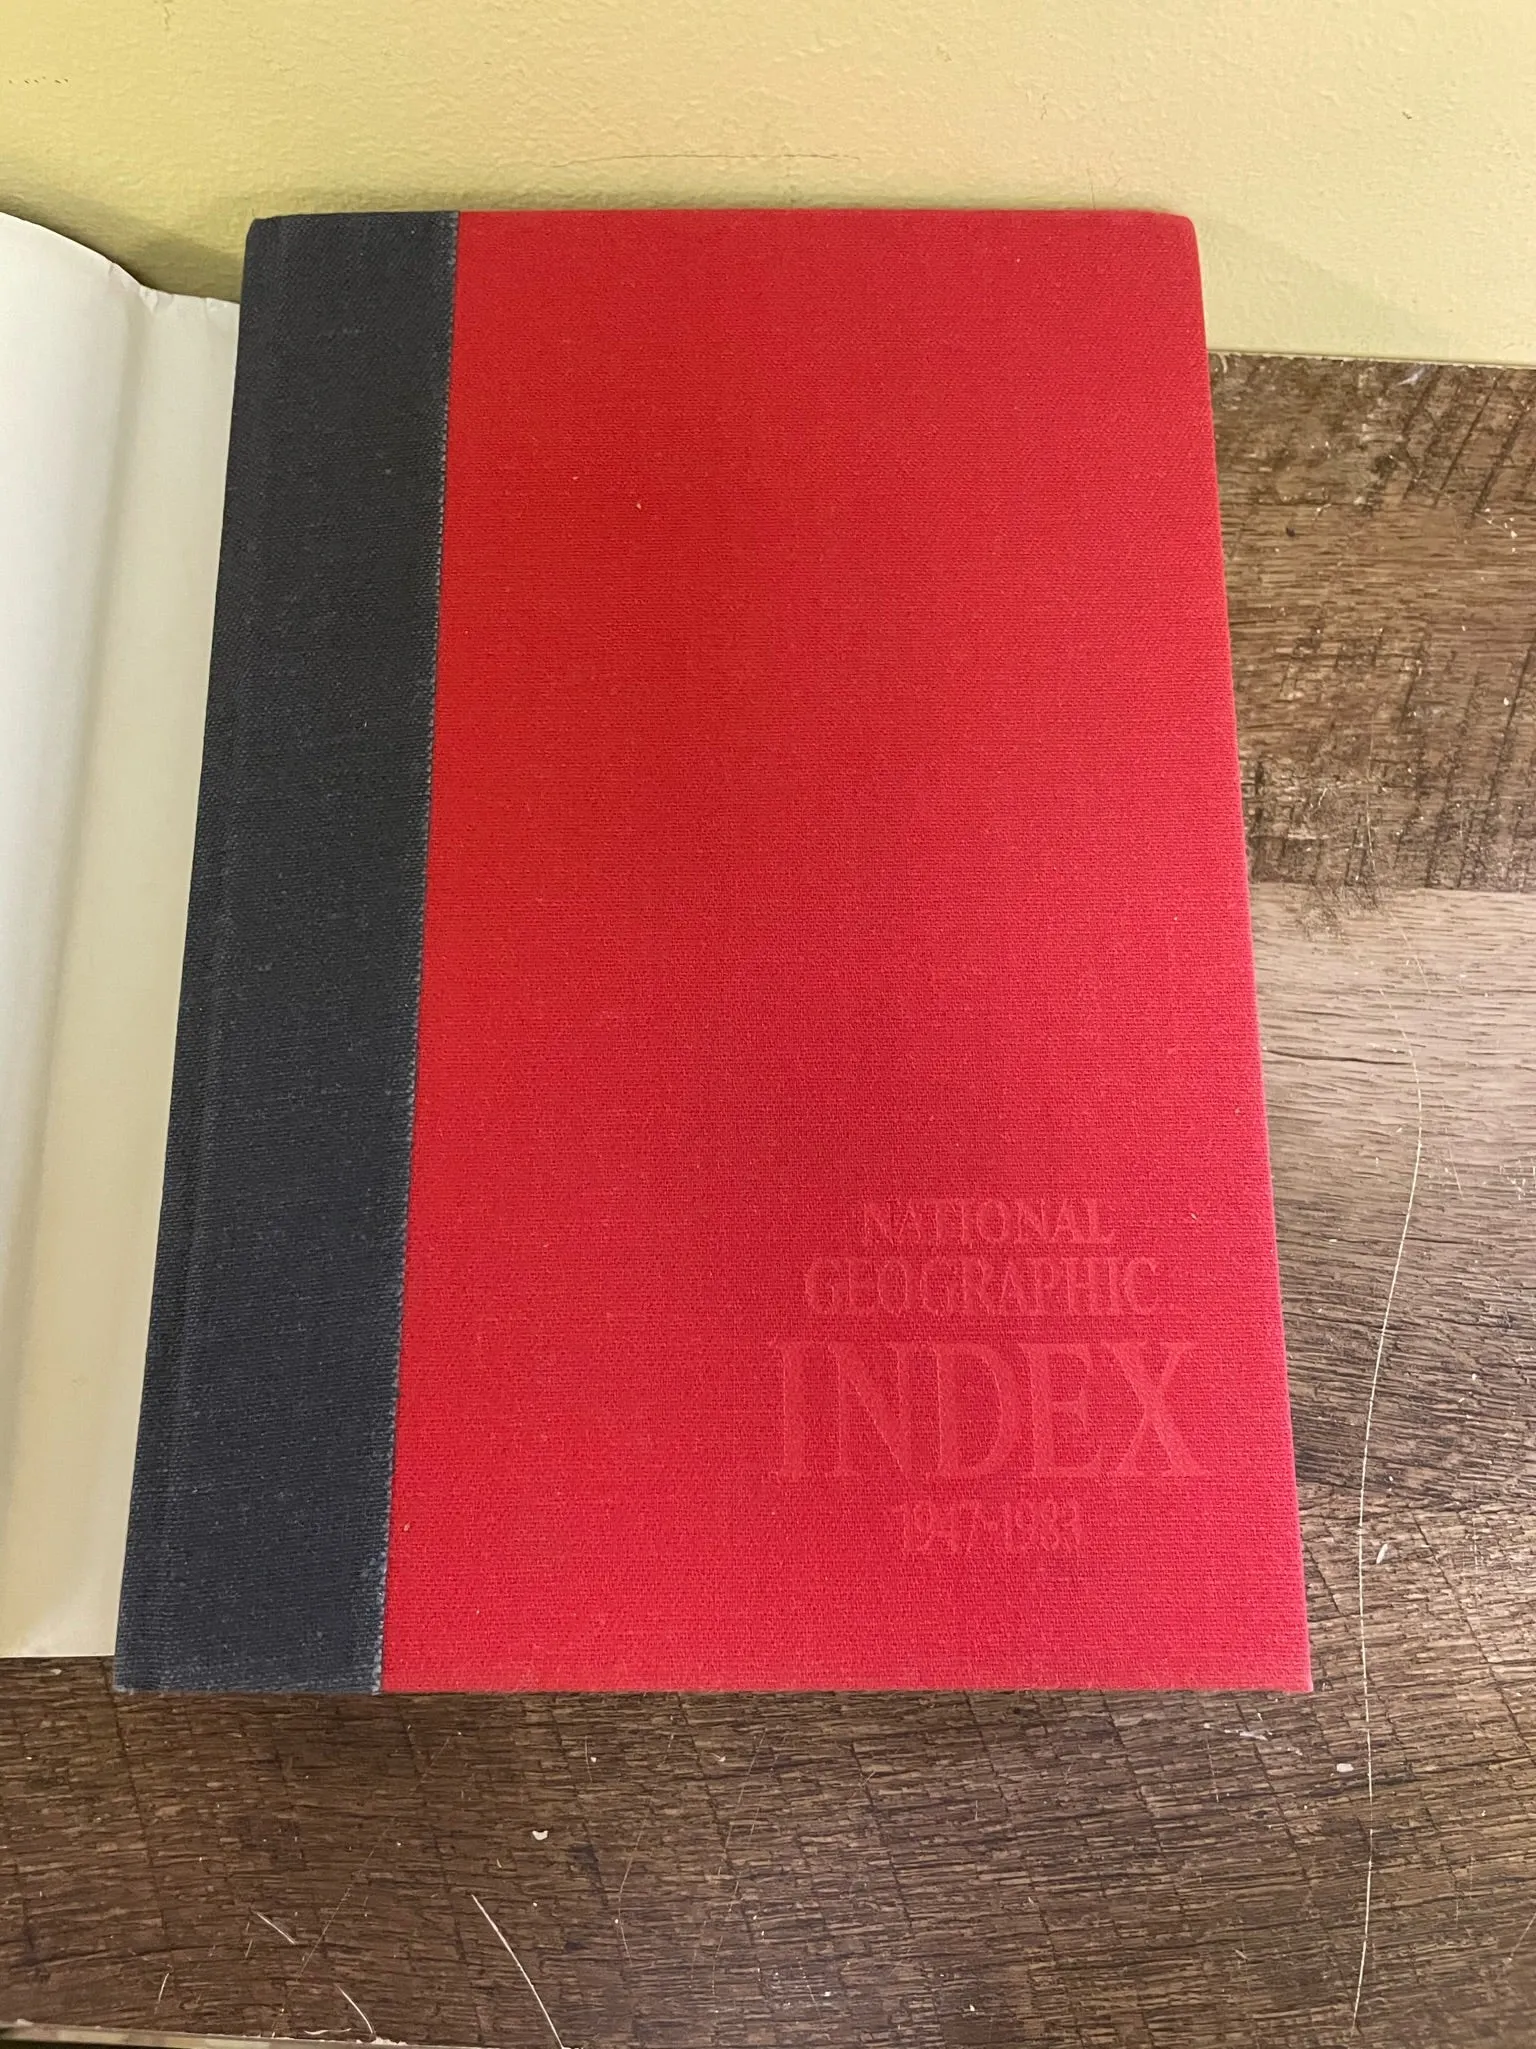 NATIONAL
GEOGRAPHIC
INDEX
1947-1983